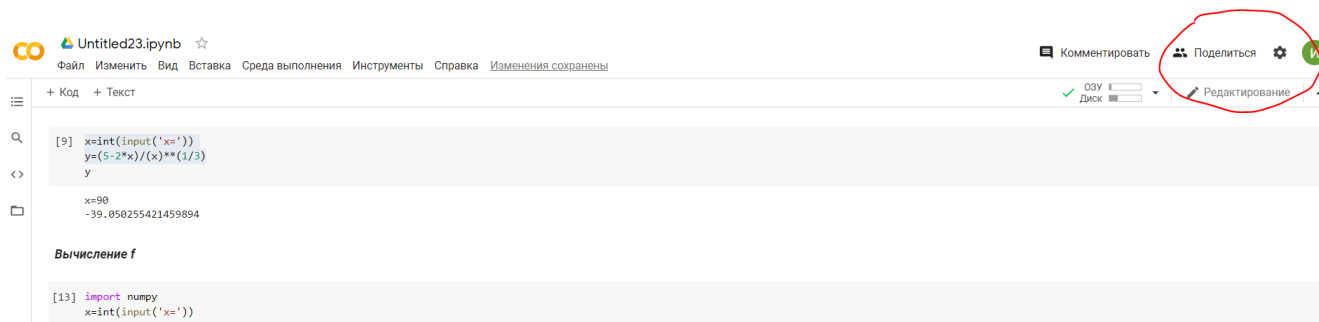 Untitled23.ipynb
Комментировать Поделиться И
Файл Изменить Вид Вставка Среда выполнения Инструменты Справка Изменения сохранены
+ Код + Текст
ОЗУ
Диск
Редактирование
[9] x=int(input('x='))
y=(5-2*x)/(x)**(1/3)
y
x=90
-39.050255421459894
Вычисление f
[13] import numpy
x=int(input('x='))